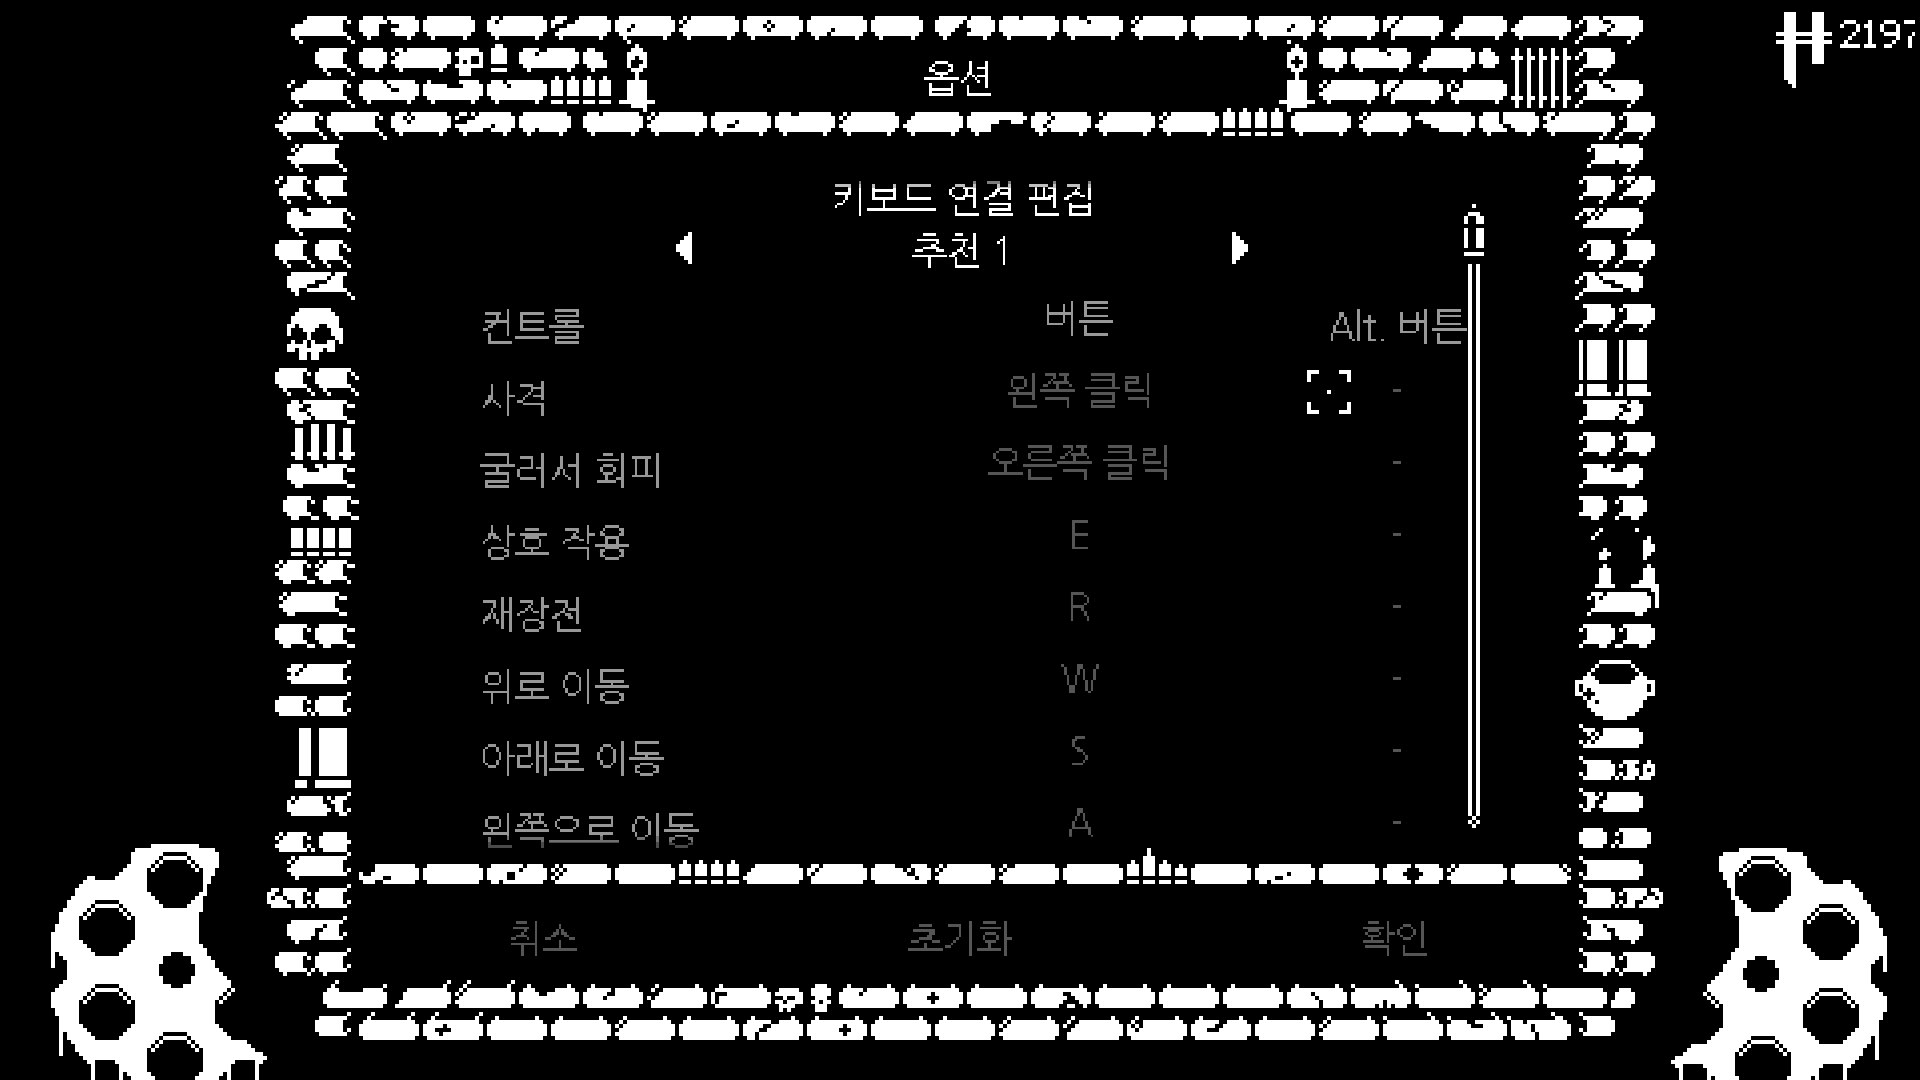 옵션
2197
키보드 연결 편집
추천 1
컨트롤 버튼 Alt. 버튼
사격 왼쪽 클릭 -
굴러서 회피 오른쪽 클릭 -
상호 작용 E -
재장전 R -
위로 이동 W -
아래로 이동 S -
왼쪽으로 이동 A -
취소 초기화 확인